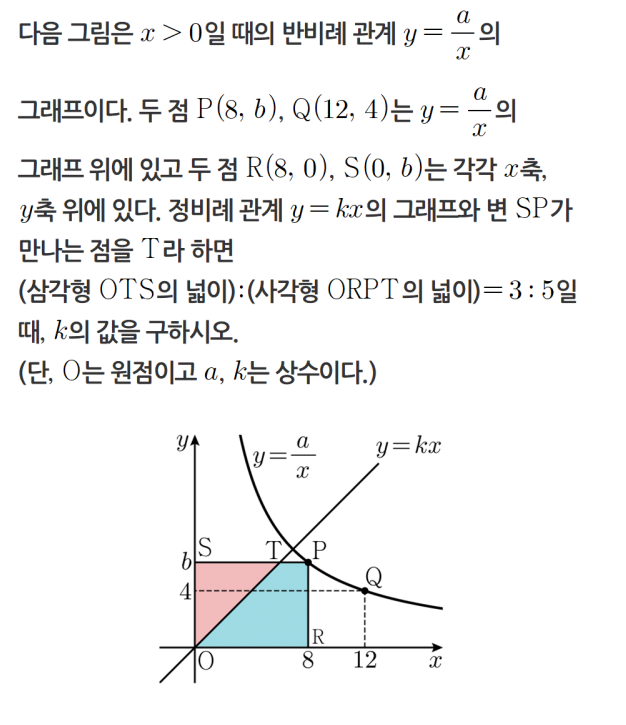 다음 그림은 x > 0일 때의 반비례 관계 y = a/x 의
그래프이다. 두 점 P(8, b), Q(12, 4)는 y = a/x 의
그래프 위에 있고 두 점 R(8, 0), S(0, b)는 각각 x축,
y축 위에 있다. 정비례 관계 y = kx의 그래프와 변 SP가
만나는 점을 T라 하면
(삼각형 OTS의 넓이):(사각형 ORPT의 넓이)= 3 : 5일
때, k의 값을 구하시오.
(단, O는 원점이고 a, k는 상수이다.)
y
y = a/x
y = kx
S
T
P
b
Q
4
R
O
8
12
x